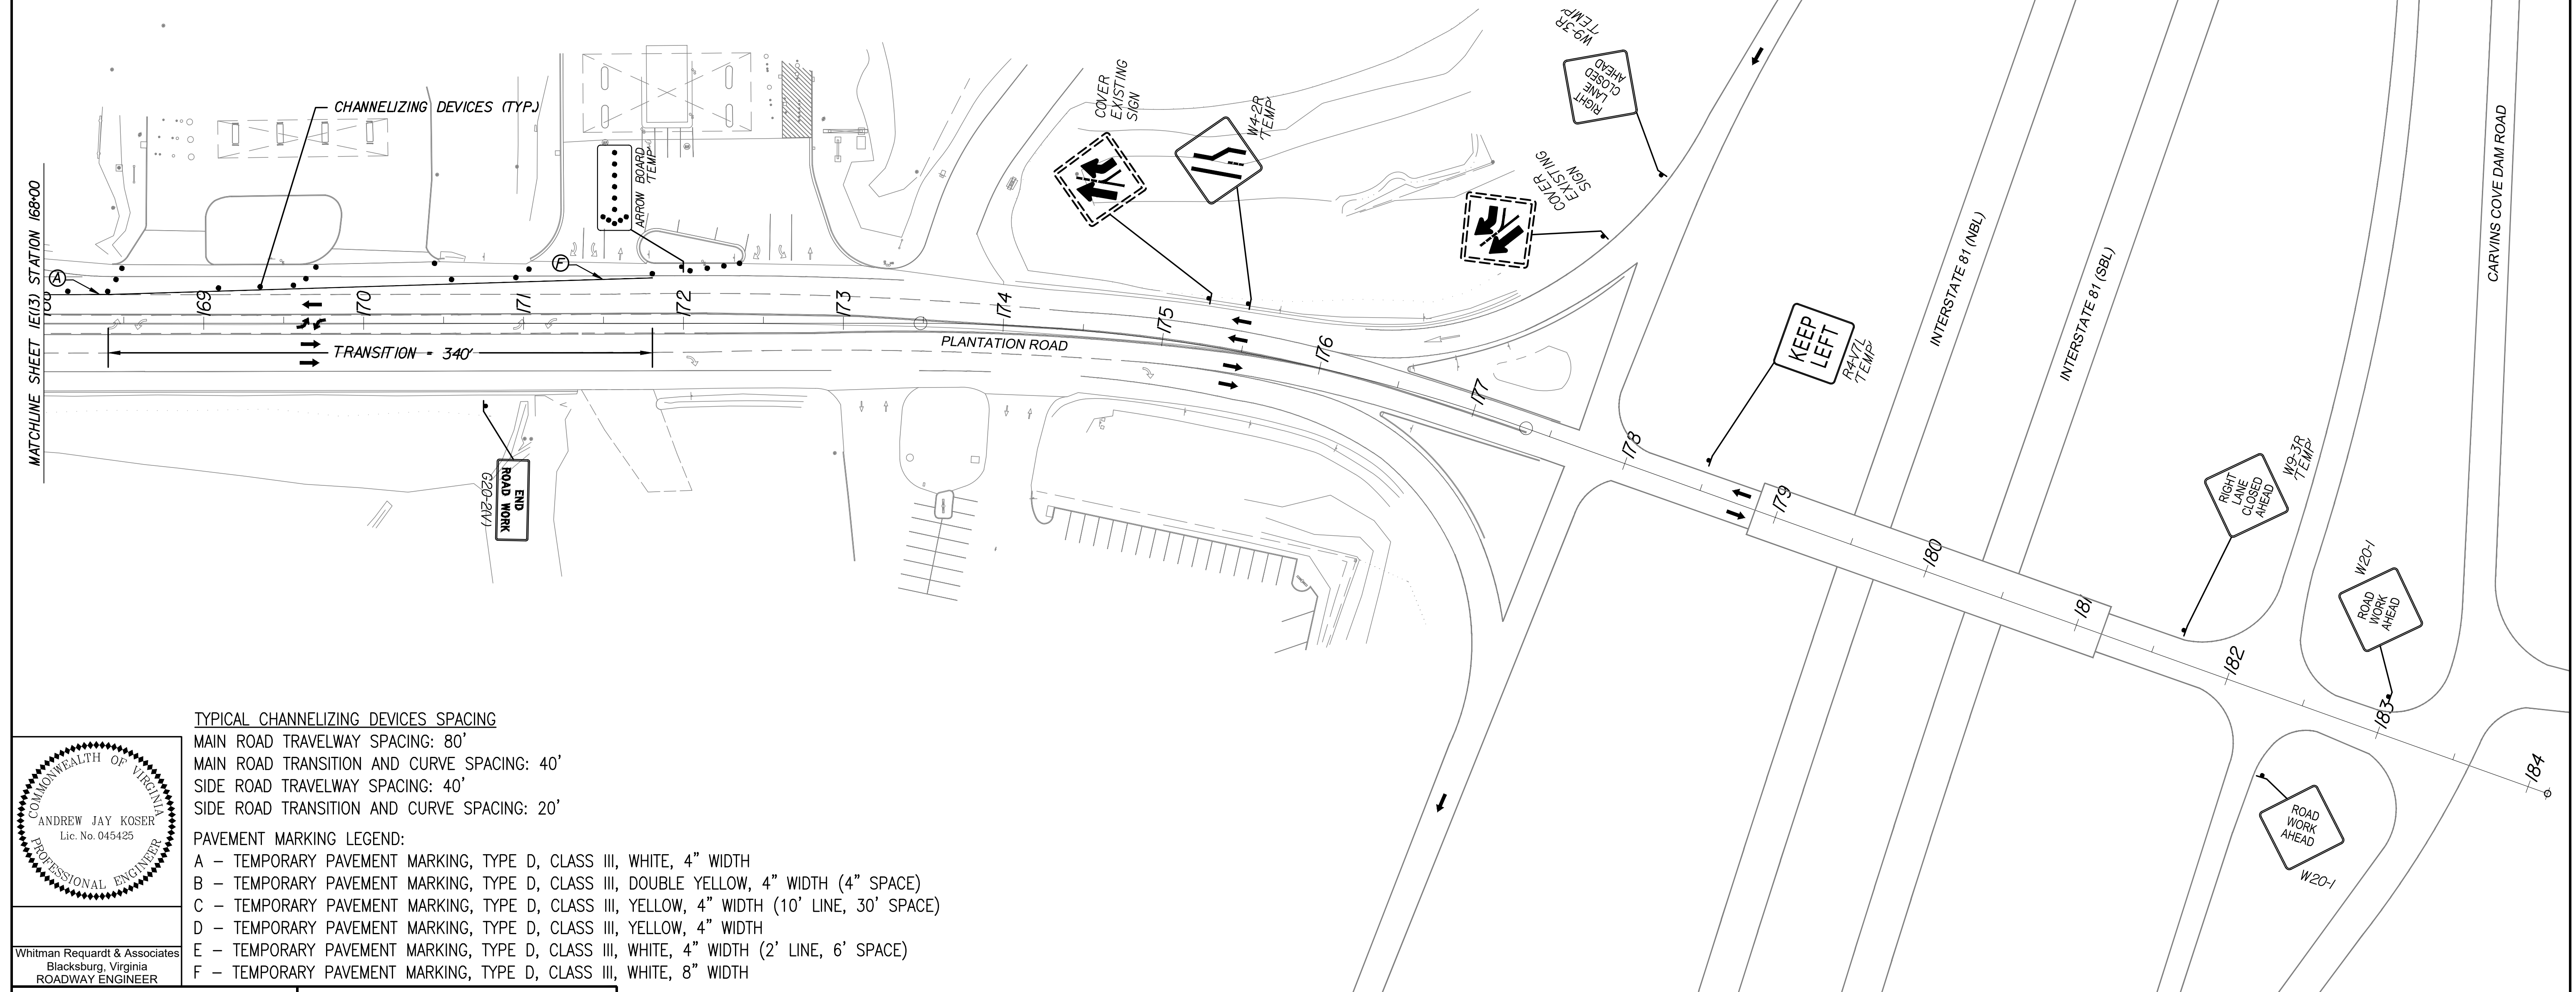 MATCHLINE SHEET 1E(13) STATION 168+00
CHANNELIZING DEVICES (TYP.)
ARROW BOARD
'TEMP'
COVER
EXISTING
SIGN
W4-2R
'TEMP'
W9-3R
'TEMP'
RIGHT
LANE
CLOSED
AHEAD
COVER
EXISTING
SIGN
A
F
168
169
170
171
172
173
174
175
176
177
178
179
180
181
182
183
184
TRANSITION = 340'
PLANTATION ROAD
END
ROAD WORK
G20-2(V)
KEEP
LEFT
R4-V7L
'TEMP'
INTERSTATE 81 (NBL)
INTERSTATE 81 (SBL)
CARVINS COVE DAM ROAD
W9-3R
'TEMP'
RIGHT
LANE
CLOSED
AHEAD
W20-1
ROAD
WORK
AHEAD
ROAD
WORK
AHEAD
W20-1
TYPICAL CHANNELIZING DEVICES SPACING
MAIN ROAD TRAVELWAY SPACING: 80'
MAIN ROAD TRANSITION AND CURVE SPACING: 40'
SIDE ROAD TRAVELWAY SPACING: 40'
SIDE ROAD TRANSITION AND CURVE SPACING: 20'
PAVEMENT MARKING LEGEND:
A – TEMPORARY PAVEMENT MARKING, TYPE D, CLASS III, WHITE, 4" WIDTH
B – TEMPORARY PAVEMENT MARKING, TYPE D, CLASS III, DOUBLE YELLOW, 4" WIDTH (4" SPACE)
C – TEMPORARY PAVEMENT MARKING, TYPE D, CLASS III, YELLOW, 4" WIDTH (10' LINE, 30' SPACE)
D – TEMPORARY PAVEMENT MARKING, TYPE D, CLASS III, YELLOW, 4" WIDTH
E – TEMPORARY PAVEMENT MARKING, TYPE D, CLASS III, WHITE, 4" WIDTH (2' LINE, 6' SPACE)
F – TEMPORARY PAVEMENT MARKING, TYPE D, CLASS III, WHITE, 8" WIDTH
COMMONWEALTH OF VIRGINIA
ANDREW JAY KOSER
Lic. No. 045425
PROFESSIONAL ENGINEER
Whitman Requardt & Associates
Blacksburg, Virginia
ROADWAY ENGINEER